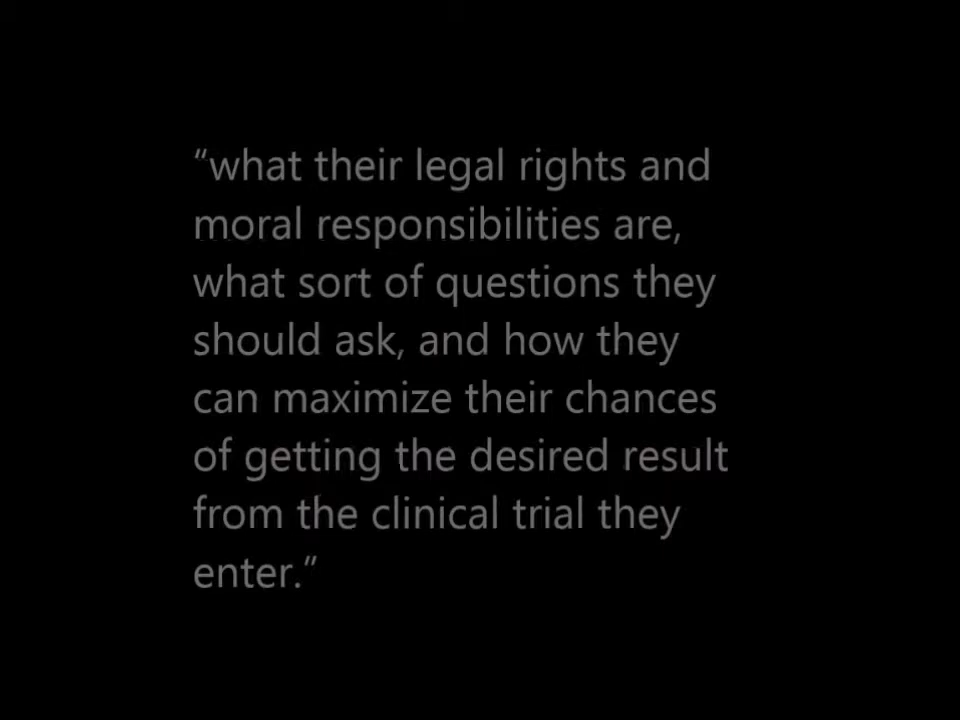 “what their legal rights and
moral responsibilities are,
what sort of questions they
should ask, and how they
can maximize their chances
of getting the desired result
from the clinical trial they
enter.”